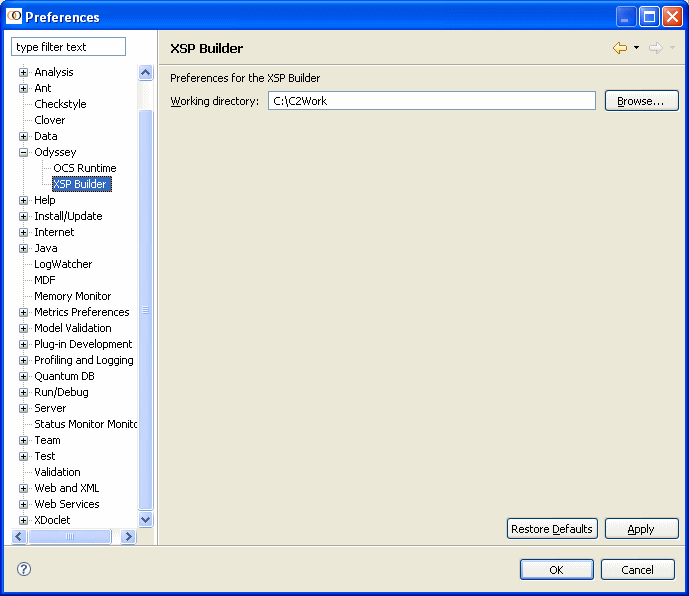 Preferences
type filter text
Analysis
Ant
Checkstyle
Clover
Data
Odyssey
OCS Runtime
XSP Builder
Help
Install/Update
Internet
Java
LogWatcher
MDF
Memory Monitor
Metrics Preferences
Model Validation
Plug-in Development
Profiling and Logging
Quantum DB
Run/Debug
Server
Status Monitor Monitc
Team
Test
Validation
Web and XML
Web Services
XDoclet
XSP Builder
Preferences for the XSP Builder
Working directory: C:\C2Work Browse...
Restore Defaults Apply
? OK Cancel